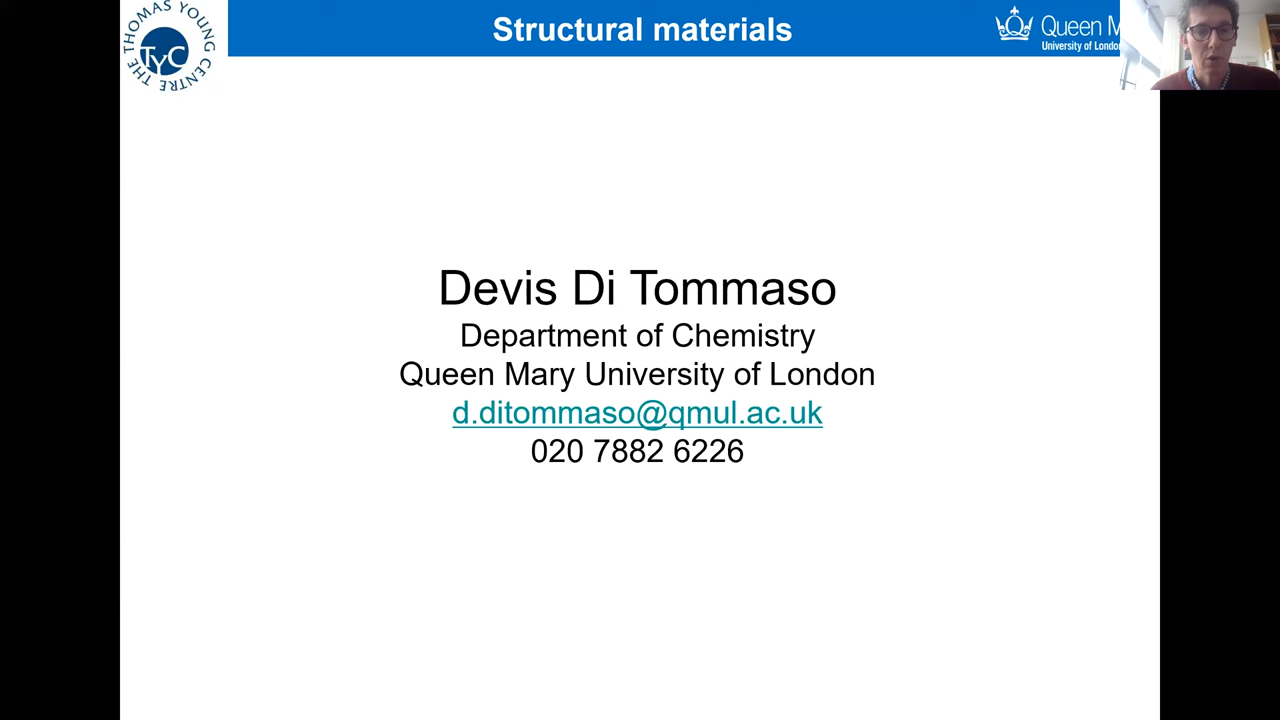 THE THOMAS YOUNG CENTRE
TYC
Structural materials
Queen M
University of London
Devis Di Tommaso
Department of Chemistry
Queen Mary University of London
d.ditommaso@qmul.ac.uk
020 7882 6226